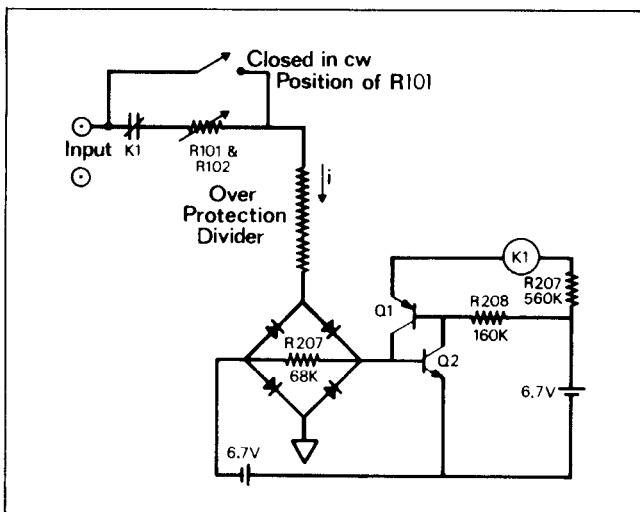 Closed in cw
Position of R101
Input
K1
R101 &
R102
i
Over
Protection
Divider
K1
R207
560K
Q1
R208
160K
R207
68K
Q2
6.7V
6.7V